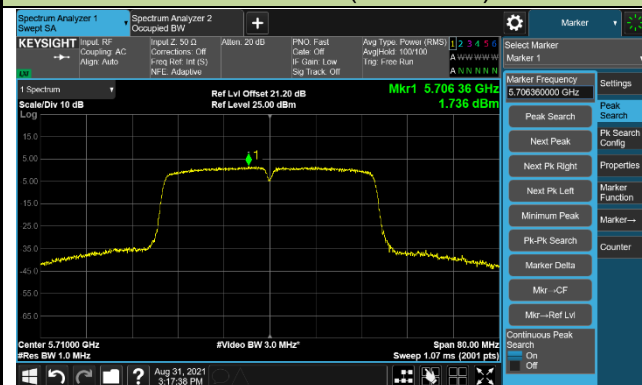 Spectrum Analyzer 1
Swept SA
Spectrum Analyzer 2
Occupied BW
+
Marker
KEYSIGHT
Input: RF
Coupling: AC
Align: Auto
Input Z: 50 Ω
Corrections: Off
Freq Ref: Int (S)
NFE: Adaptive
Atten: 20 dB
PNO: Fast
Gate: Off
IF Gain: Low
Sig Track: Off
Avg Type: Power (RMS)
Avg|Hold: 100/100
Trig: Free Run
1 2 3 4 5 6
A W W W W W
A N N N N N
Select Marker
Marker 1
LXI
1 Spectrum
Scale/Div 10 dB
Log
Ref Lvl Offset 21.20 dB
Ref Level 25.00 dBm
Mkr1 5.706 36 GHz
1.736 dBm
15.0
5.00
-5.00
-15.0
-25.0
-35.0
-45.0
-55.0
-65.0
1
Center 5.71000 GHz
#Res BW 1.0 MHz
#Video BW 3.0 MHz*
Span 80.00 MHz
Sweep 1.07 ms (2001 pts)
Marker Frequency
5.706360000 GHz
Peak Search
Next Peak
Next Pk Right
Next Pk Left
Minimum Peak
Pk-Pk Search
Marker Delta
Mkr→CF
Mkr→Ref Lvl
Continuous Peak
Search
On
Off
Settings
Peak
Search
Pk Search
Config
Properties
Marker
Function
Marker→
Counter
?
Aug 31, 2021
3:17:38 PM